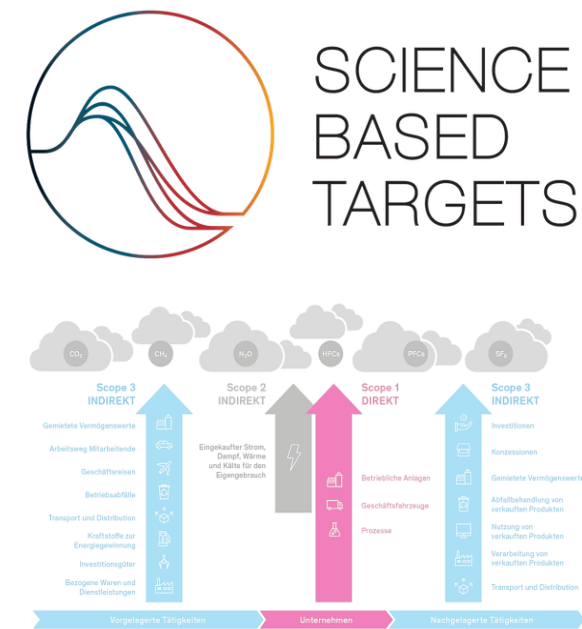 SCIENCE
BASED
TARGETS
CO₂
CH₄
N₂O
HFCs
PFCs
SF₆
Scope 3
INDIREKT
Gemietete Vermögenswerte
Arbeitsweg Mitarbeitende
Geschäftsreisen
Betriebsabfälle
Transport und Distribution
Kraftstoffe zur
Energiegewinnung
Investitionsgüter
Bezogene Waren und
Dienstleistungen
Scope 2
INDIREKT
Eingekaufter Strom,
Dampf, Wärme
und Kälte für den
Eigengebrauch
Scope 1
DIREKT
Betriebliche Anlagen
Geschäftsfahrzeuge
Prozesse
Scope 3
INDIREKT
Investitionen
Konzessionen
Gemietete Vermögenswerte
Abfallbehandlung von
verkauften Produkten
Nutzung von
verkauften Produkten
Verarbeitung von
verkauften Produkten
Transport und Distribution
Vorgelagerte Tätigkeiten
Unternehmen
Nachgelagerte Tätigkeiten